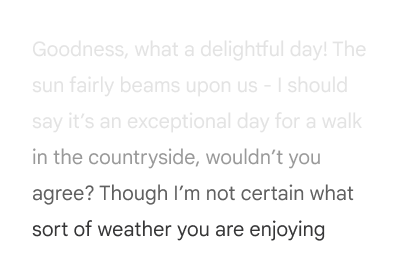 Goodness, what a delightful day! The
sun fairly beams upon us - I should
say it’s an exceptional day for a walk
in the countryside, wouldn’t you
agree? Though I’m not certain what
sort of weather you are enjoying